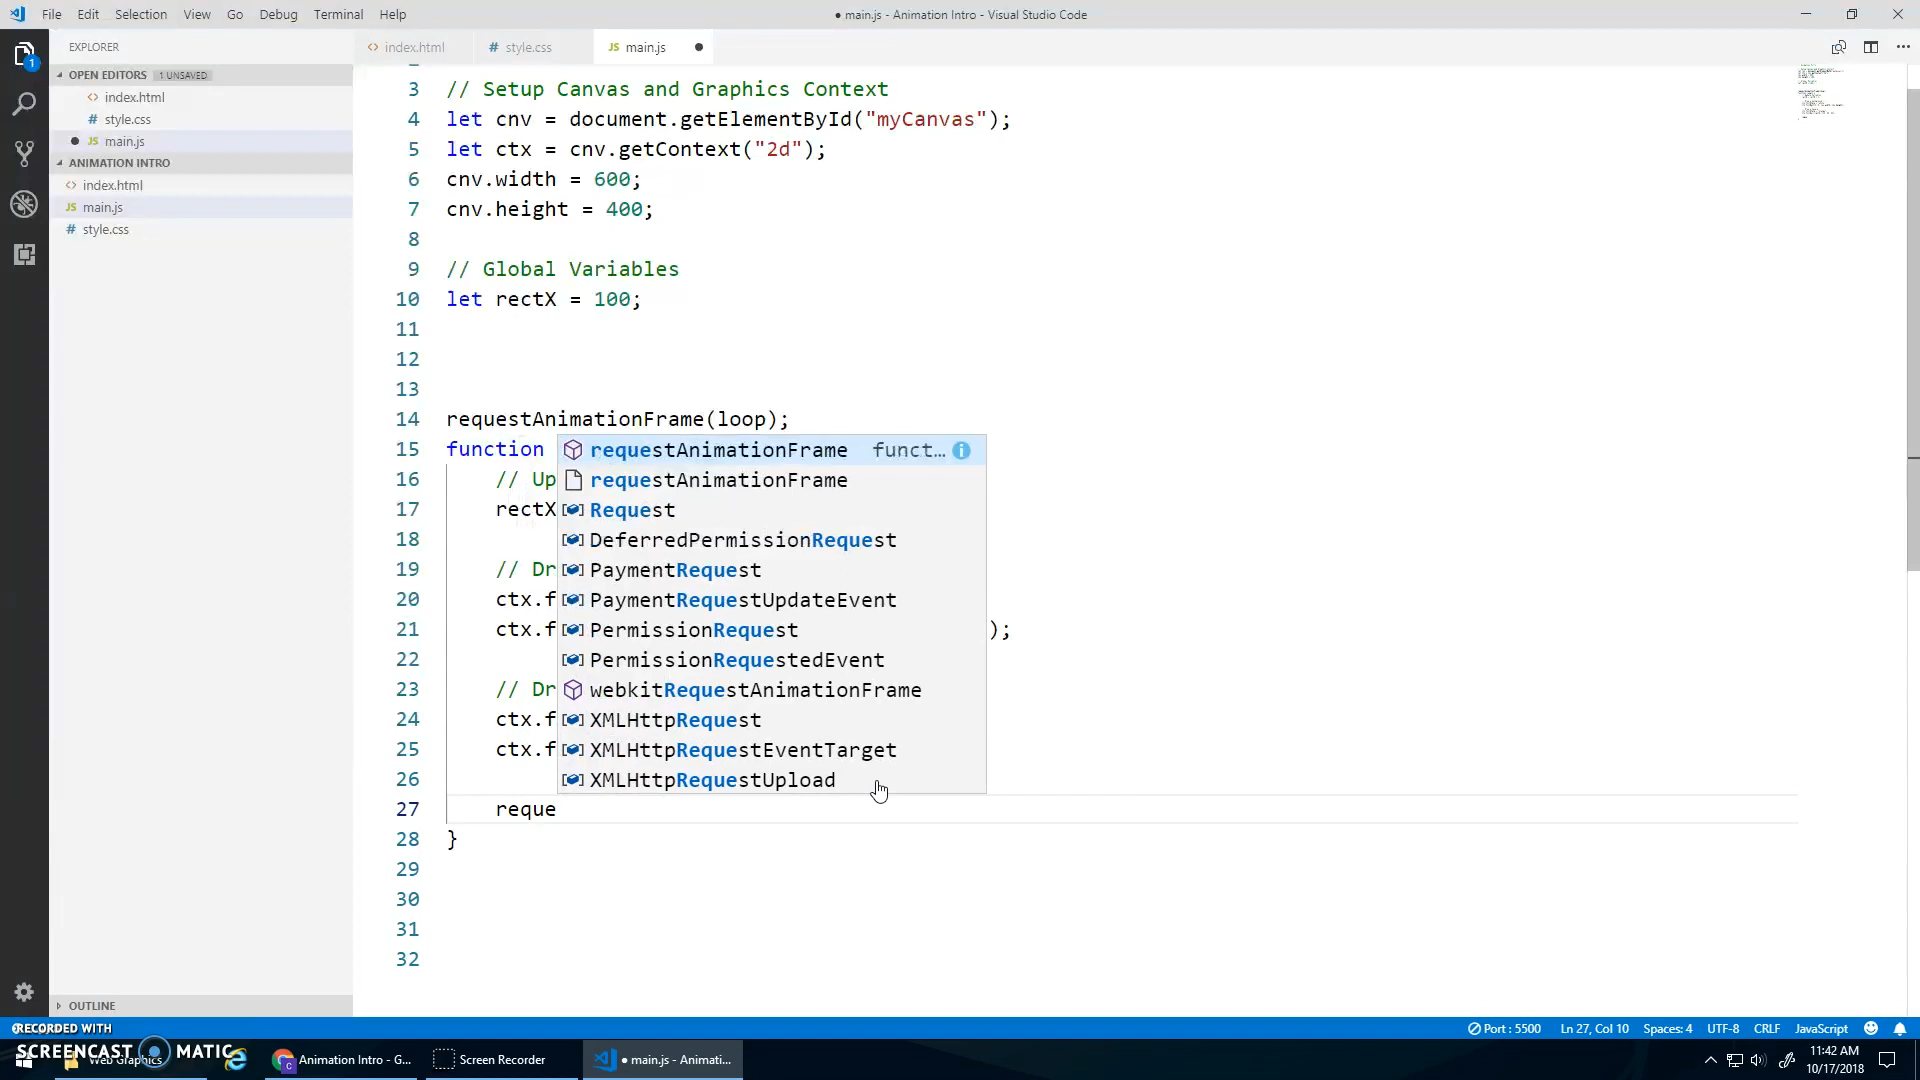 File Edit Selection View Go Debug Terminal Help
● main.js - Animation Intro - Visual Studio Code
EXPLORER
OPEN EDITORS 1 UNSAVED
index.html
style.css
main.js
ANIMATION INTRO
index.html
main.js
style.css
OUTLINE
index.html
style.css
main.js
3 // Setup Canvas and Graphics Context
4 let cnv = document.getElementById("myCanvas");
5 let ctx = cnv.getContext("2d");
6 cnv.width = 600;
7 cnv.height = 400;
8
9 // Global Variables
10 let rectX = 100;
11
12
13
14 requestAnimationFrame(loop);
15 function
16 // Up
17 rectX
18
19 // Dr
20 ctx.f
21 ctx.f );
22
23 // Dr
24 ctx.f
25 ctx.f
26
27 reque
28 }
29
30
31
32
requestAnimationFrame funct…
requestAnimationFrame
Request
DeferredPermissionRequest
PaymentRequest
PaymentRequestUpdateEvent
PermissionRequest
PermissionRequestedEvent
webkitRequestAnimationFrame
XMLHttpRequest
XMLHttpRequestEventTarget
XMLHttpRequestUpload
Port : 5500 Ln 27, Col 10 Spaces: 4 UTF-8 CRLF JavaScript
RECORDED WITH
SCREENCAST MATIC
Web Graphics
Animation Intro - G...
Screen Recorder
● main.js - Animati...
11:42 AM
10/17/2018